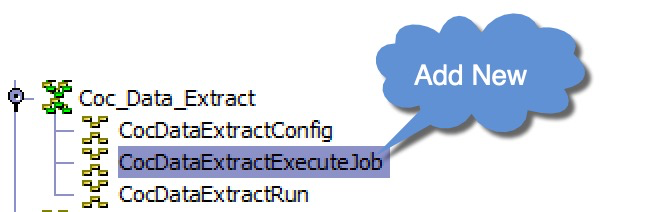 Add New
Coc_Data_Extract
CocDataExtractConfig
CocDataExtractExecuteJob
CocDataExtractRun